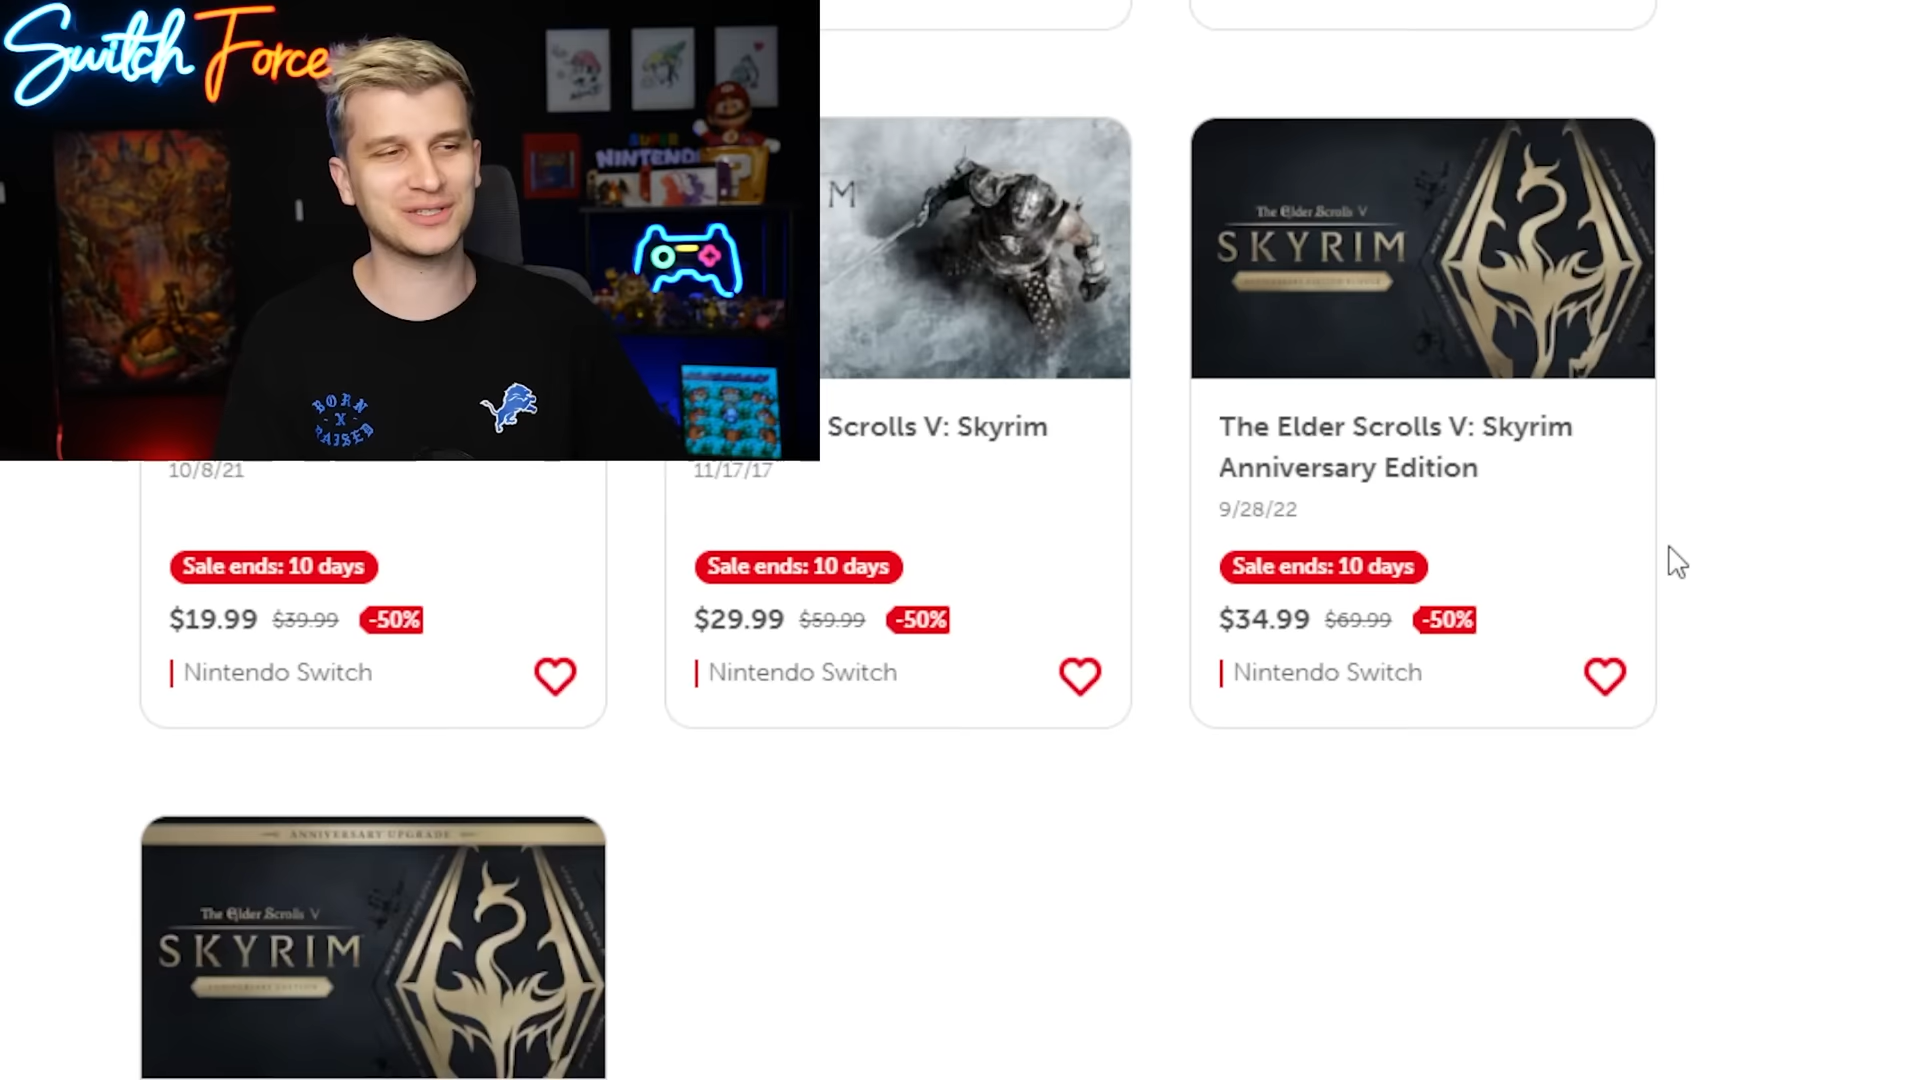 Switch Force
SUPER
NINTENDO
?
BORN
-X-
RAISED
M
The Elder Scrolls V
SKYRIM
Scrolls V: Skyrim
The Elder Scrolls V: Skyrim
Anniversary Edition
10/8/21
11/17/17
9/28/22
Sale ends: 10 days
Sale ends: 10 days
Sale ends: 10 days
$19.99 $39.99 -50%
$29.99 $59.99 -50%
$34.99 $69.99 -50%
Nintendo Switch
Nintendo Switch
Nintendo Switch
ANNIVERSARY UPGRADE
The Elder Scrolls V
SKYRIM
ANNIVERSARY EDITION